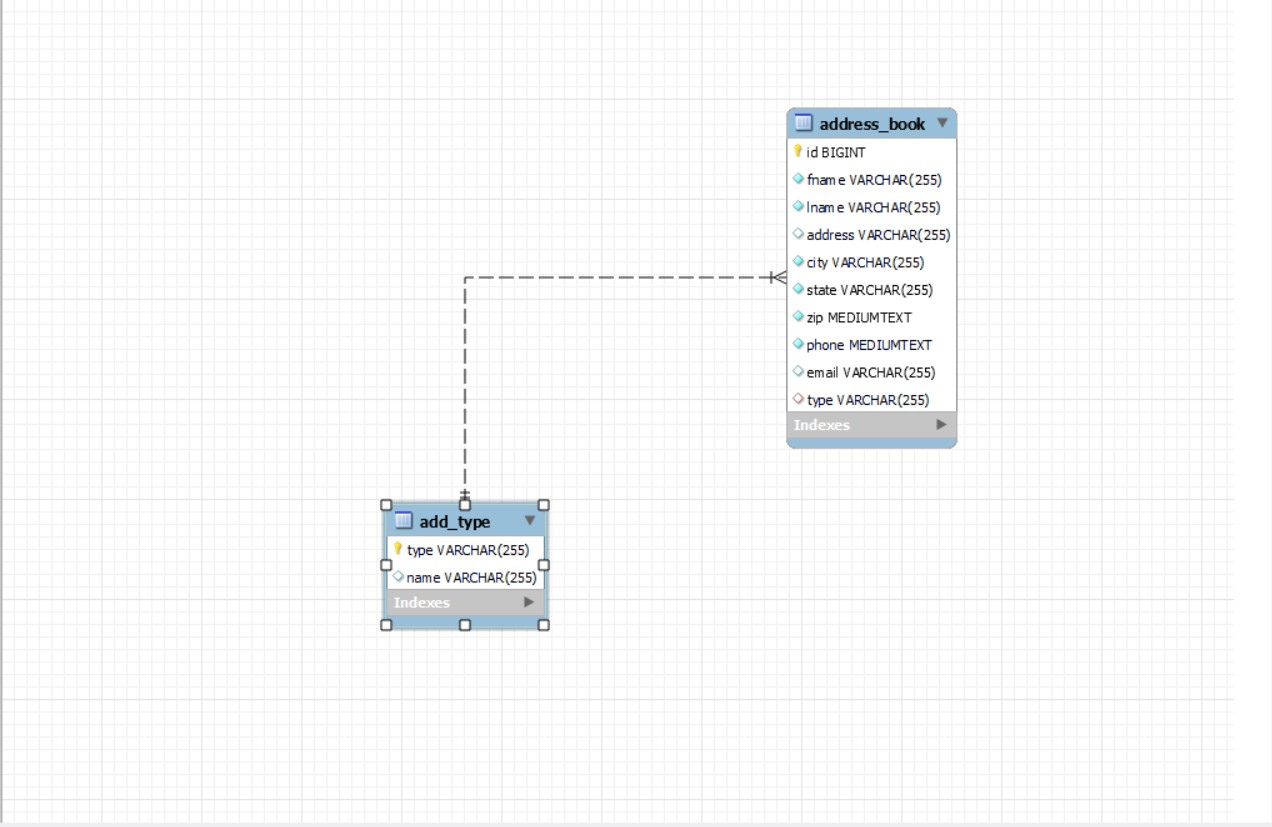 address_book
id BIGINT
fname VARCHAR(255)
lname VARCHAR(255)
address VARCHAR(255)
city VARCHAR(255)
state VARCHAR(255)
zip MEDIUMTEXT
phone MEDIUMTEXT
email VARCHAR(255)
type VARCHAR(255)
Indexes
add_type
type VARCHAR(255)
name VARCHAR(255)
Indexes